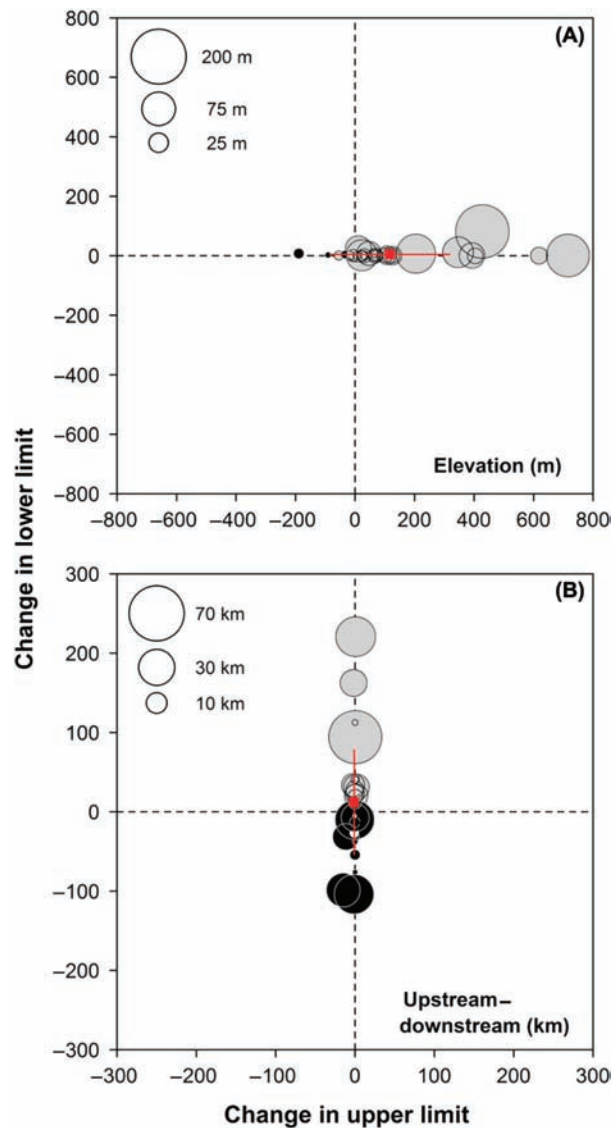 800
600
400
200
0
–200
–400
–600
–800
(A)
200 m
75 m
25 m
Elevation (m)
–800 –600 –400 –200 0 200 400 600 800
Change in lower limit
300
200
100
0
–100
–200
–300
(B)
70 km
30 km
10 km
Upstream–
downstream (km)
–300 –200 –100 0 100 200 300
Change in upper limit